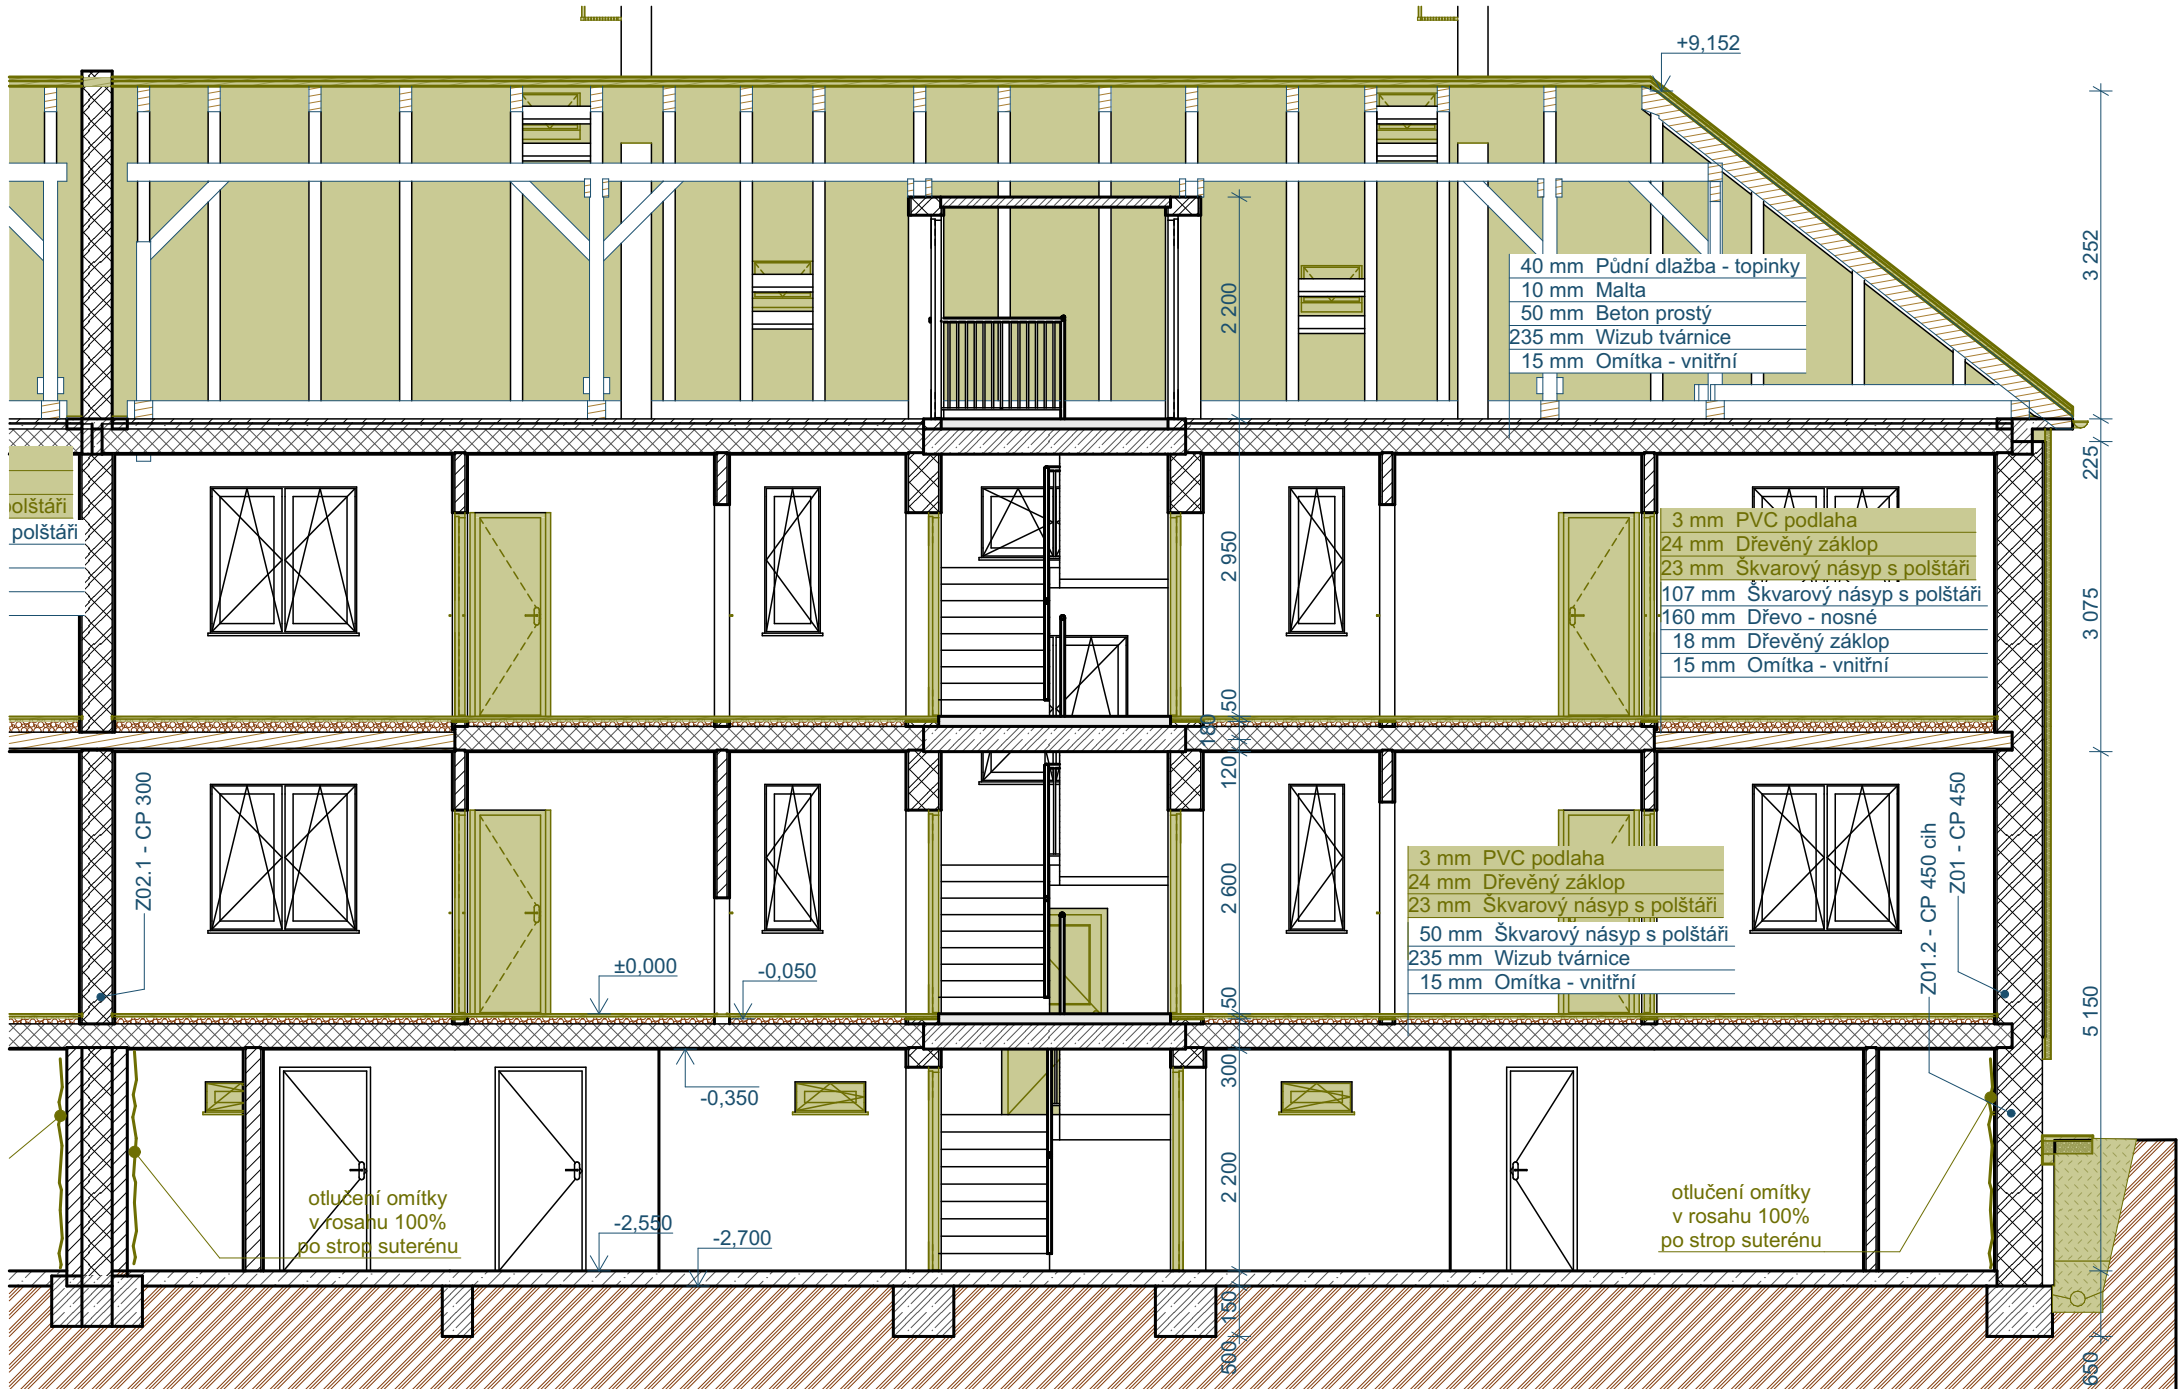 +9,152
3 252
2 200
40 mm Půdní dlažba - topinky
10 mm Malta
50 mm Beton prostý
235 mm Wizub tvárnice
15 mm Omítka - vnitřní
225
polštáři
polštáři
2 950
3 mm PVC podlaha
24 mm Dřevěný záklop
23 mm Škvarový násyp s polštáři
107 mm Škvarový násyp s polštáři
160 mm Dřevo - nosné
18 mm Dřevěný záklop
15 mm Omítka - vnitřní
3 075
50
180
120
Z02.1 - CP 300
2 600
3 mm PVC podlaha
24 mm Dřevěný záklop
23 mm Škvarový násyp s polštáři
50 mm Škvarový násyp s polštáři
235 mm Wizub tvárnice
15 mm Omítka - vnitřní
Z01.2 - CP 450 cih
Z01 - CP 450
±0,000
-0,050
50
5 150
300
-0,350
2 200
otlučení omítky
v rosahu 100%
po strop suterénu
-2,550
-2,700
otlučení omítky
v rosahu 100%
po strop suterénu
150
500
650